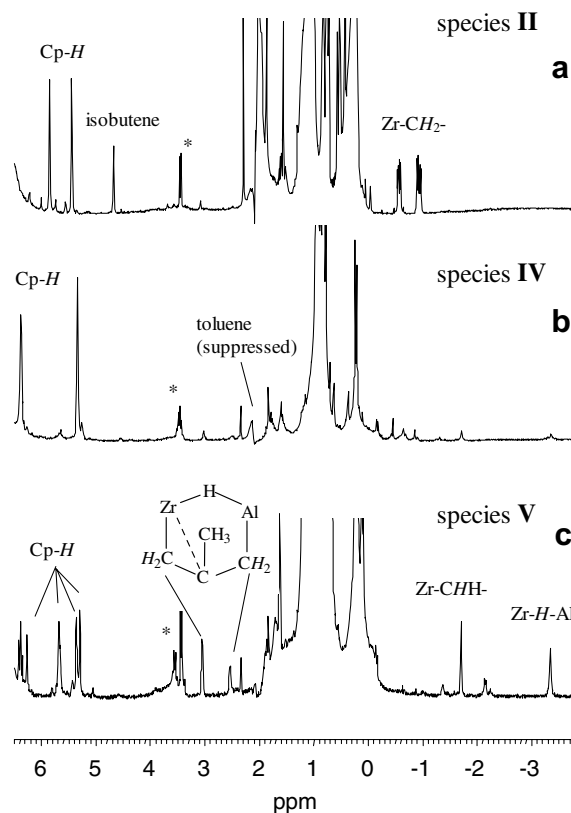 species II
a
Cp-H
isobutene
*
Zr-CH2-
species IV
b
Cp-H
toluene
(suppressed)
*
species V
c
Zr H Al
CH3
H2C C CH2
Cp-H
*
Zr-CHH-
Zr-H-Al
6 5 4 3 2 1 0 -1 -2 -3
ppm